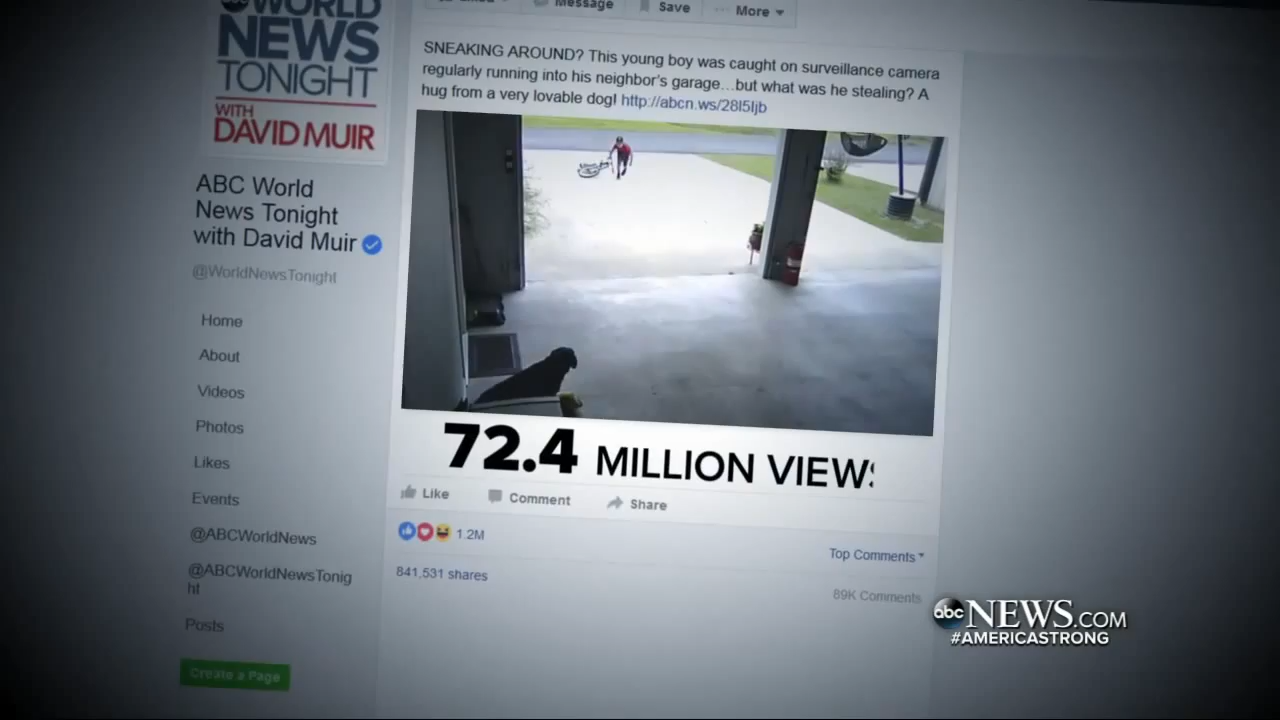 WORLD
NEWS
TONIGHT
WITH
DAVID MUIR
ABC World
News Tonight
with David Muir
@WorldNewsTonight
Home
About
Videos
Photos
Likes
Events
@ABCWorldNews
@ABCWorldNewsTonig
ht
Posts
Create a Page
Message
Save
More
SNEAKING AROUND? This young boy was caught on surveillance camera
regularly running into his neighbor's garage...but what was he stealing? A
hug from a very lovable dog! http://abcn.ws/28I5Ijb
72.4 MILLION VIEWS
Like
Comment
Share
1.2M
Top Comments
841,531 shares
89K Comments
abc NEWS.COM
#AMERICASTRONG